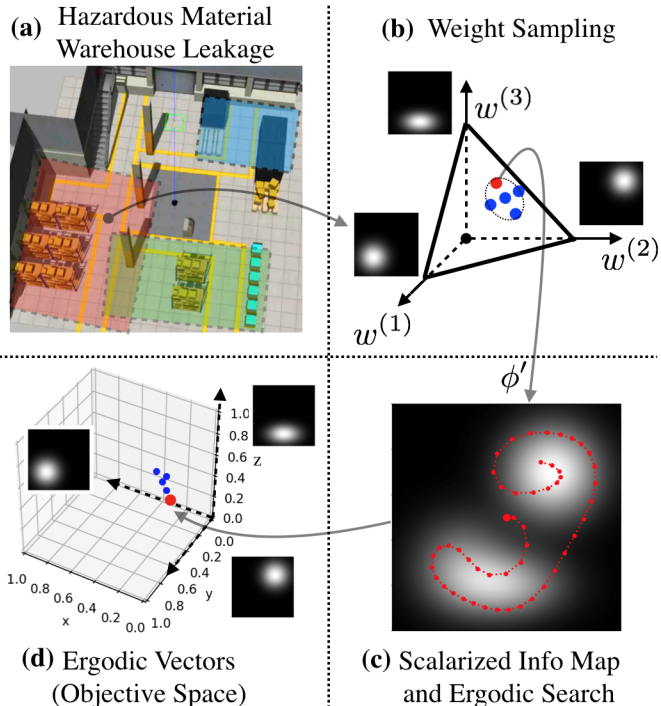 (a) Hazardous Material
Warehouse Leakage
(b) Weight Sampling
w^{(3)}
w^{(2)}
w^{(1)}
ϕ′
1.0
0.8
0.6
0.4
0.2
0.0
z
0.0
0.2
0.4
0.6
0.8
1.0
y
1.0
0.8
0.6
0.4
0.2
0.0
x
(d) Ergodic Vectors
(Objective Space)
(c) Scalarized Info Map
and Ergodic Search